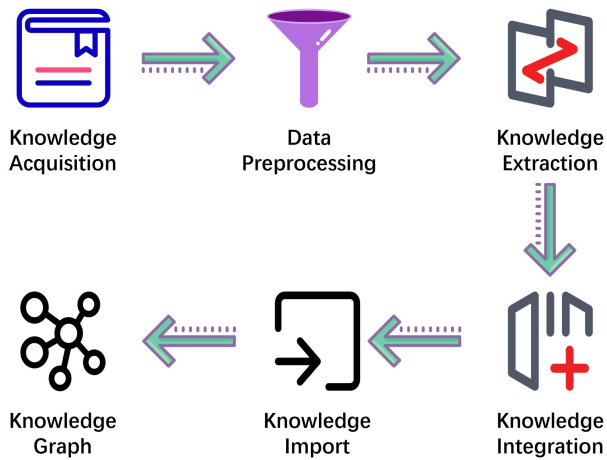 Knowledge
Acquisition
Data
Preprocessing
Knowledge
Extraction
Knowledge
Graph
Knowledge
Import
Knowledge
Integration